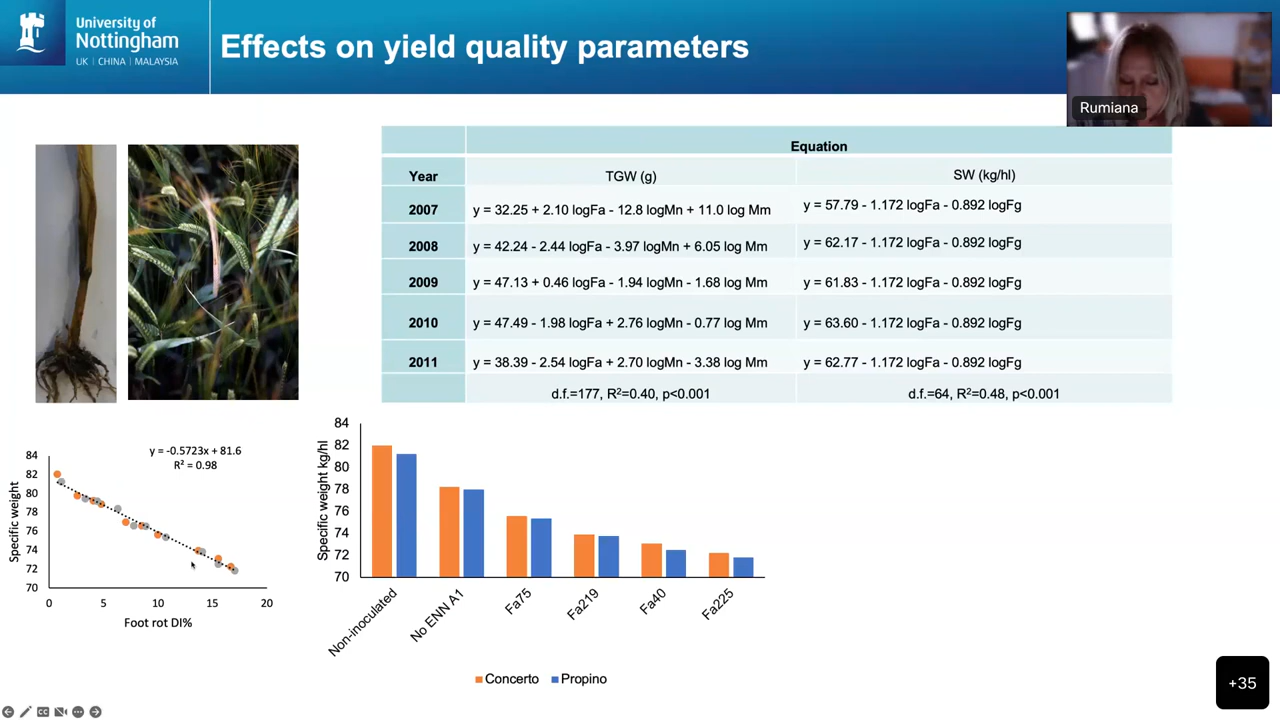 University of
Nottingham
UK | CHINA | MALAYSIA
Effects on yield quality parameters
Rumiana
Equation
Year TGW (g) SW (kg/hl)
2007 y = 32.25 + 2.10 logFa - 12.8 logMn + 11.0 log Mm y = 57.79 - 1.172 logFa - 0.892 logFg
2008 y = 42.24 - 2.44 logFa - 3.97 logMn + 6.05 log Mm y = 62.17 - 1.172 logFa - 0.892 logFg
2009 y = 47.13 + 0.46 logFa - 1.94 logMn - 1.68 log Mm y = 61.83 - 1.172 logFa - 0.892 logFg
2010 y = 47.49 - 1.98 logFa + 2.76 logMn - 0.77 log Mm y = 63.60 - 1.172 logFa - 0.892 logFg
2011 y = 38.39 - 2.54 logFa + 2.70 logMn - 3.38 log Mm y = 62.77 - 1.172 logFa - 0.892 logFg
d.f.=177, R²=0.40, p<0.001 d.f.=64, R²=0.48, p<0.001
y = -0.5723x + 81.6
R² = 0.98
Specific weight
84
82
80
78
76
74
72
70
0 5 10 15 20
Foot rot DI%
Specific weight kg/hl
84
82
80
78
76
74
72
70
Non-inoculated
No ENN A1
Fa75
Fa219
Fa40
Fa225
Concerto Propino
+35